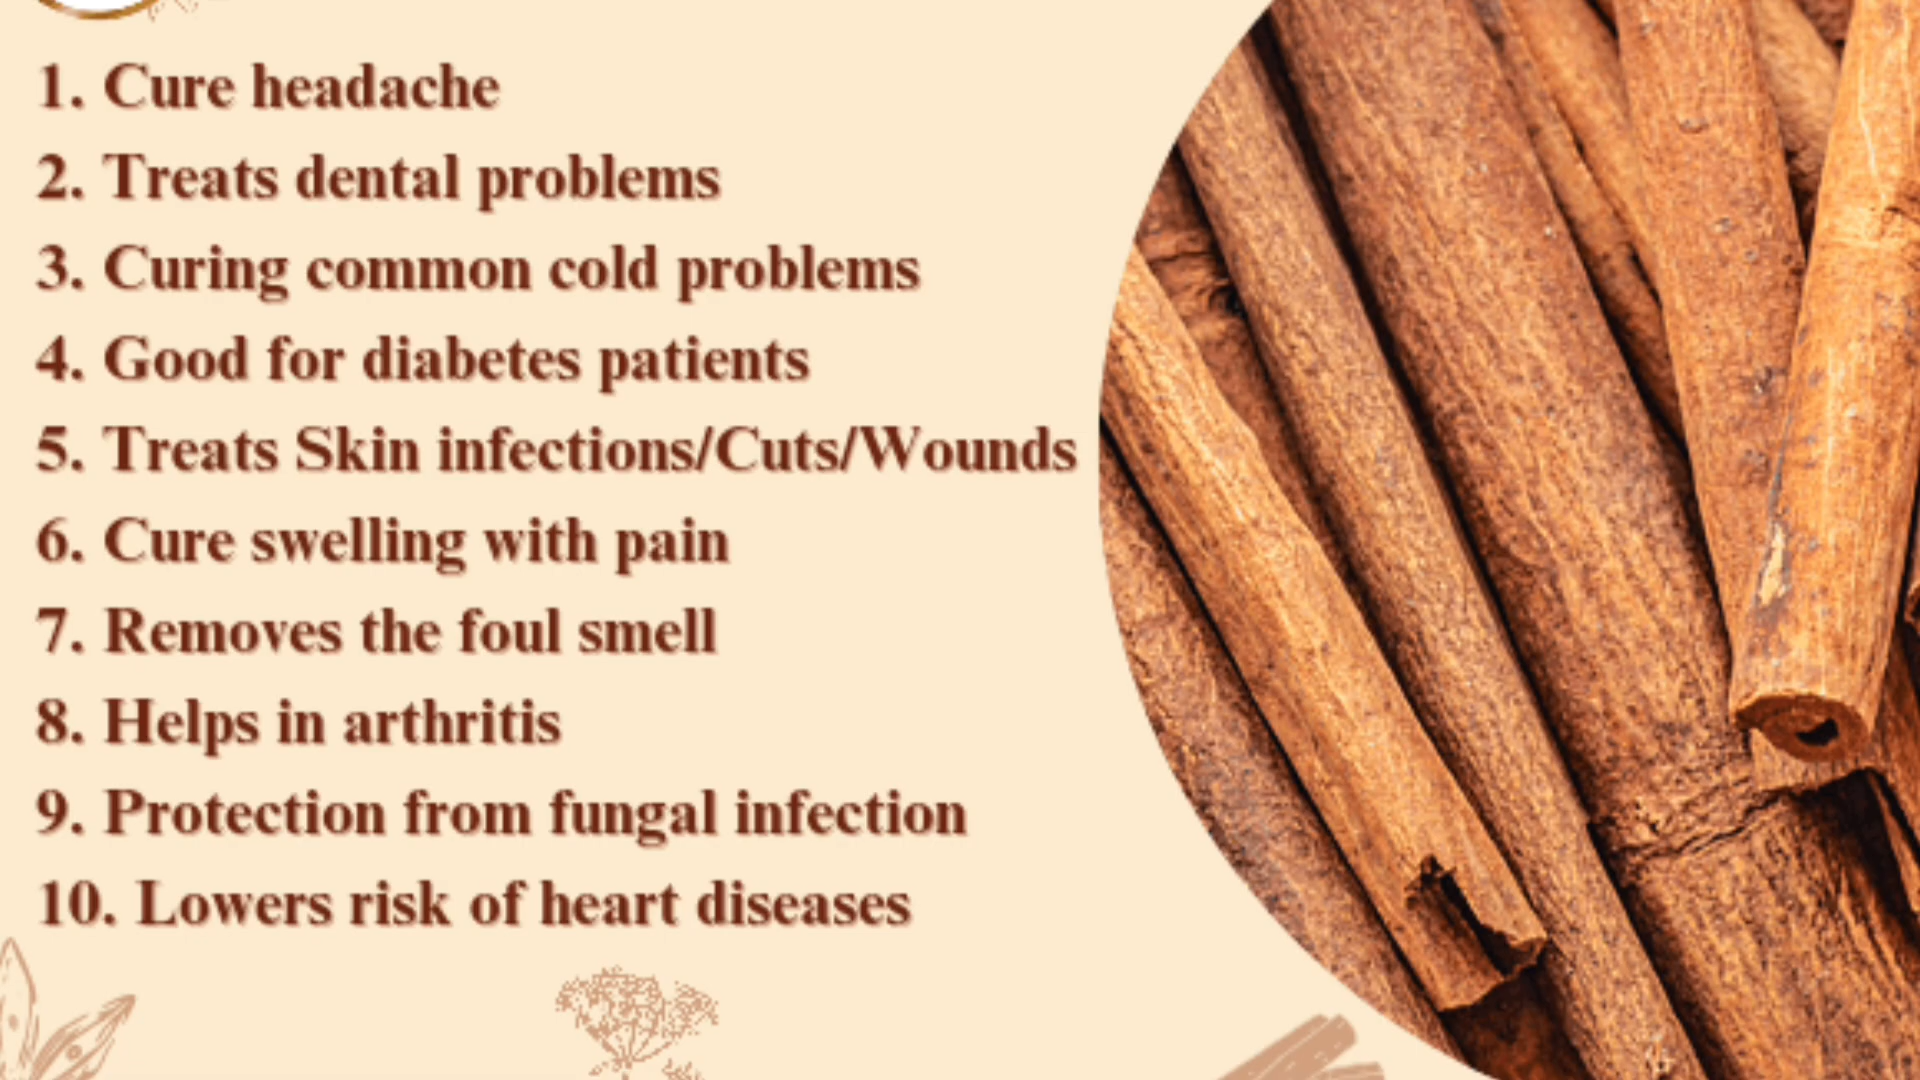 1. Cure headache
2. Treats dental problems
3. Curing common cold problems
4. Good for diabetes patients
5. Treats Skin infections/Cuts/Wounds
6. Cure swelling with pain
7. Removes the foul smell
8. Helps in arthritis
9. Protection from fungal infection
10. Lowers risk of heart diseases